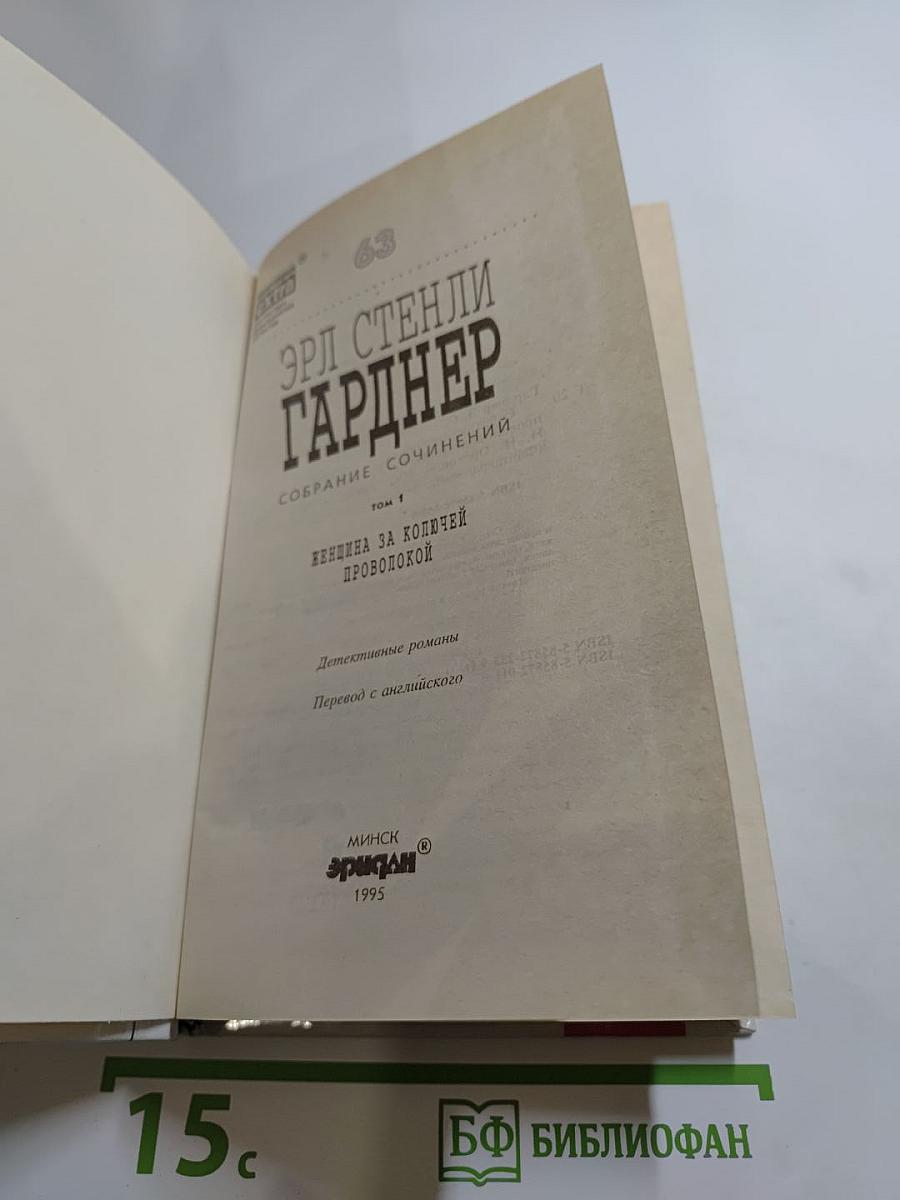 63
ЭРЛ СТЕНЛИ
ГАРДНЕР
СОБРАНИЕ СОЧИНЕНИЙ
ТОМ 1
ЖЕНЩИНА ЗА КОЛЮЧЕЙ
ПРОВОЛОКОЙ
Детективные романы
Перевод с английского
МИНСК
эридан®
1995
15 с
БФ БИБЛИОФАН